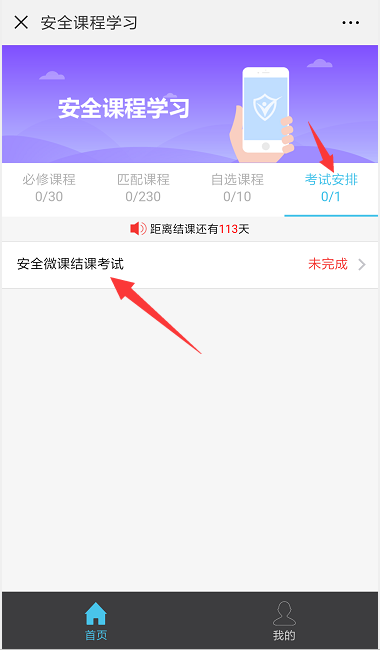 安全课程学习
安全课程学习
必修课程 匹配课程 自选课程 考试安排
0/30 0/230 0/10 0/1
距离结课还有113天
安全微课结课考试 未完成
首页 我的